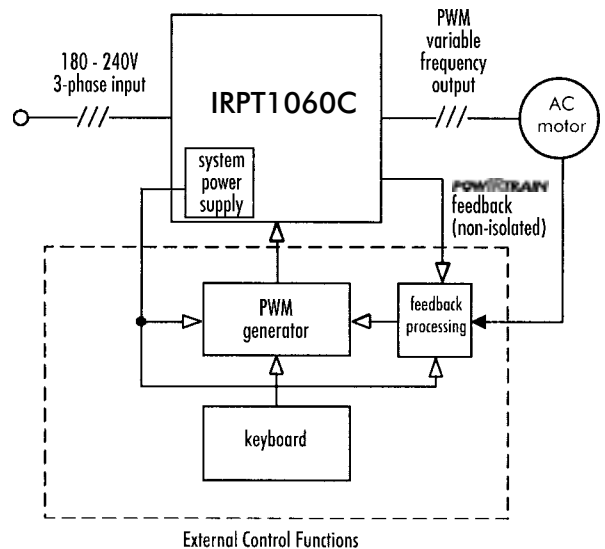 180 - 240V
3-phase input
IRPT1060C
PWM
variable
frequency
output
AC
motor
system
power
supply
POWIRTRAIN
feedback
(non-isolated)
PWM
generator
feedback
processing
keyboard
External Control Functions